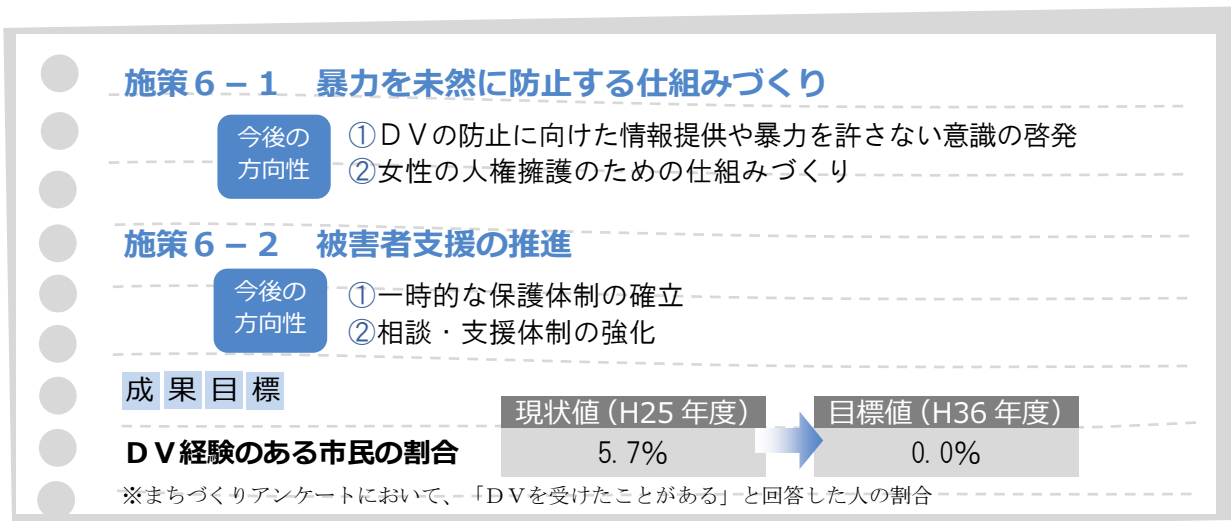 施策6－1　暴力を未然に防止する仕組みづくり
今後の
方向性
①ＤＶの防止に向けた情報提供や暴力を許さない意識の啓発
②女性の人権擁護のための仕組みづくり
施策6－2　被害者支援の推進
今後の
方向性
①一時的な保護体制の確立
②相談・支援体制の強化
成果目標
現状値（H25 年度）　目標値（H36 年度）
ＤＶ経験のある市民の割合　5.7%　0.0%
※まちづくりアンケートにおいて、「ＤＶを受けたことがある」と回答した人の割合